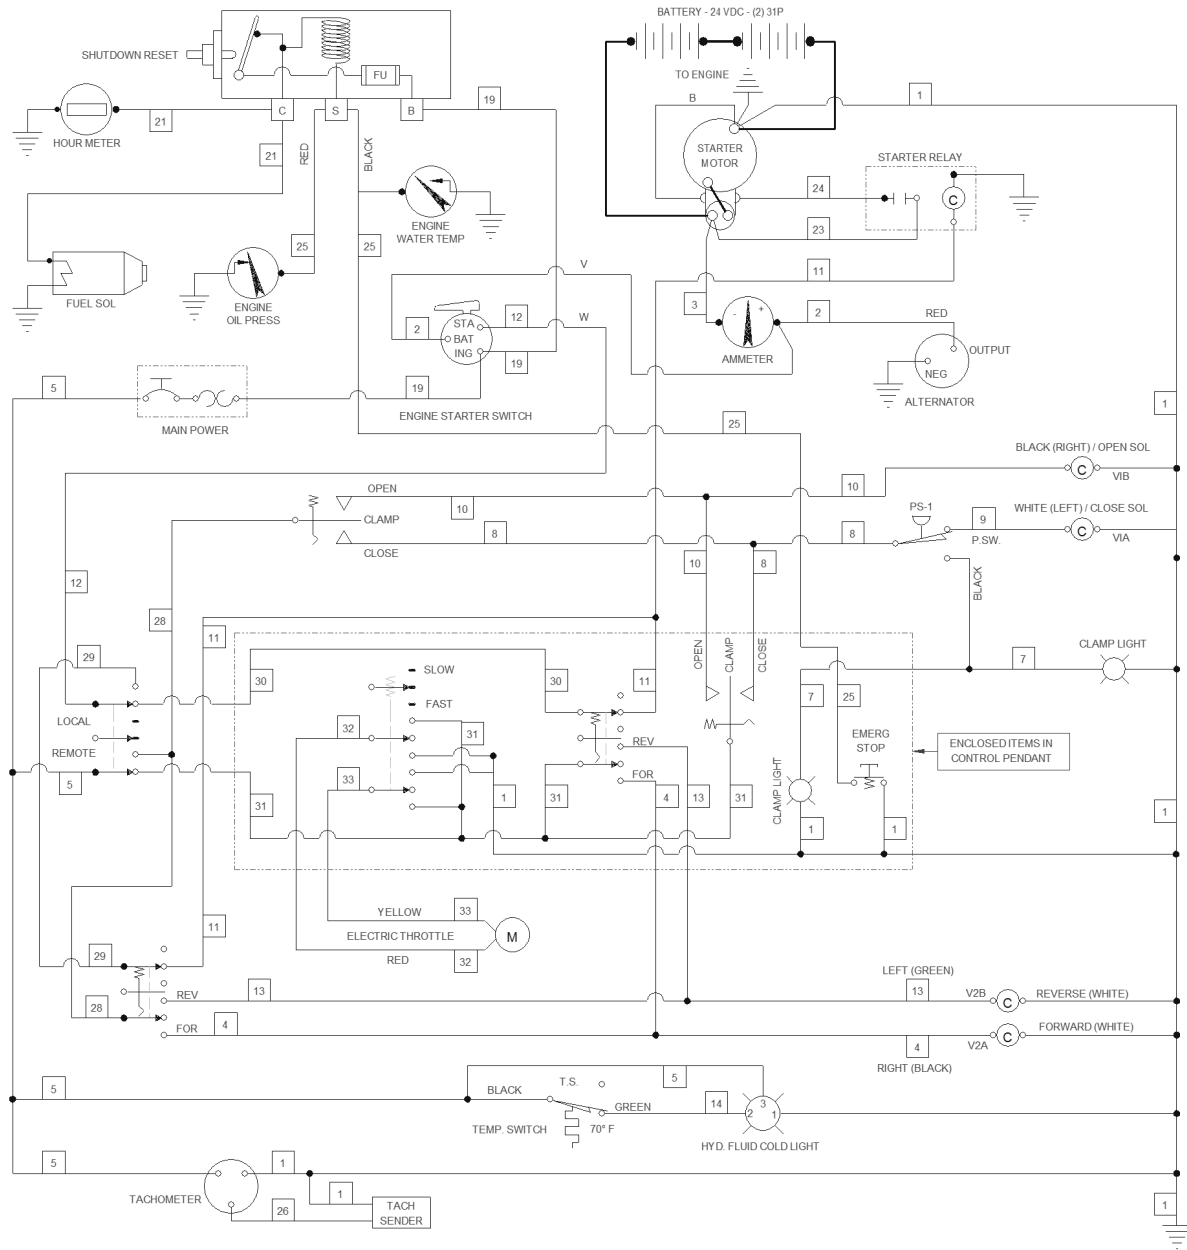 BATTERY - 24 VDC - (2) 31P
SHUTDOWN RESET
FU
TO ENGINE
B
1
C
S
B
19
21
HOUR METER
STARTER
MOTOR
STARTER RELAY
21
RED
BLACK
24
C
23
ENGINE
WATER TEMP
25
25
V
11
FUEL SOL
ENGINE
OIL PRESS
3
- +
2
RED
2
STA
BAT
ING
12
W
19
AMMETER
OUTPUT
NEG
ALTERNATOR
5
19
ENGINE STARTER SWITCH
MAIN POWER
1
25
BLACK (RIGHT) / OPEN SOL
C
VIB
OPEN
10
10
CLAMP
8
CLOSE
8
PS-1
9
P.SW.
WHITE (LEFT) / CLOSE SOL
C
VIA
10
8
BLACK
12
28
11
29
30
SLOW
FAST
30
11
OPEN
CLAMP
CLOSE
7
CLAMP LIGHT
7
25
LOCAL
REMOTE
5
32
31
REV
FOR
EMERG
STOP
ENCLOSED ITEMS IN
CONTROL PENDANT
33
31
1
31
4
13
31
CLAMP LIGHT
1
1
1
YELLOW
33
ELECTRIC THROTTLE
M
RED
32
11
29
28
REV
13
FOR
4
LEFT (GREEN)
13
V2B
C
REVERSE (WHITE)
FORWARD (WHITE)
C
V2A
4
RIGHT (BLACK)
5
BLACK
T.S.
5
GREEN
14
3
2
1
TEMP. SWITCH
70° F
HYD. FLUID COLD LIGHT
5
1
TACHOMETER
1
26
TACH
SENDER
1